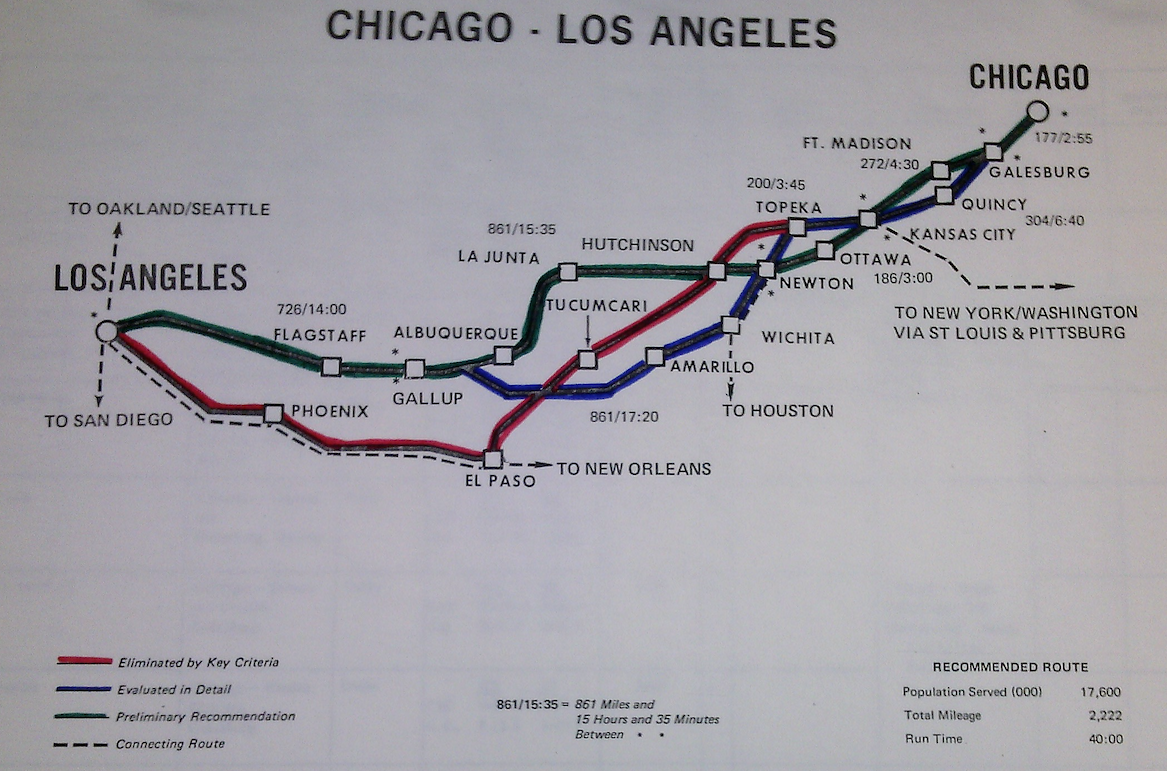 CHICAGO - LOS ANGELES
CHICAGO
177/2:55
FT. MADISON
272/4:30
GALESBURG
200/3:45
TOPEKA
QUINCY
304/6:40
TO OAKLAND/SEATTLE
861/15:35
HUTCHINSON
KANSAS CITY
LA JUNTA
OTTAWA
186/3:00
LOS ANGELES
NEWTON
726/14:00
TUCUMCARI
TO NEW YORK/WASHINGTON
VIA ST LOUIS & PITTSBURG
FLAGSTAFF
ALBUQUERQUE
WICHITA
AMARILLO
GALLUP
TO SAN DIEGO
PHOENIX
861/17:20
TO HOUSTON
TO NEW ORLEANS
EL PASO
Eliminated by Key Criteria
Evaluated in Detail
Preliminary Recommendation
Connecting Route
861/15:35 = 861 Miles and
15 Hours and 35 Minutes
Between * *
RECOMMENDED ROUTE
Population Served (000) 17,600
Total Mileage 2,222
Run Time 40:00